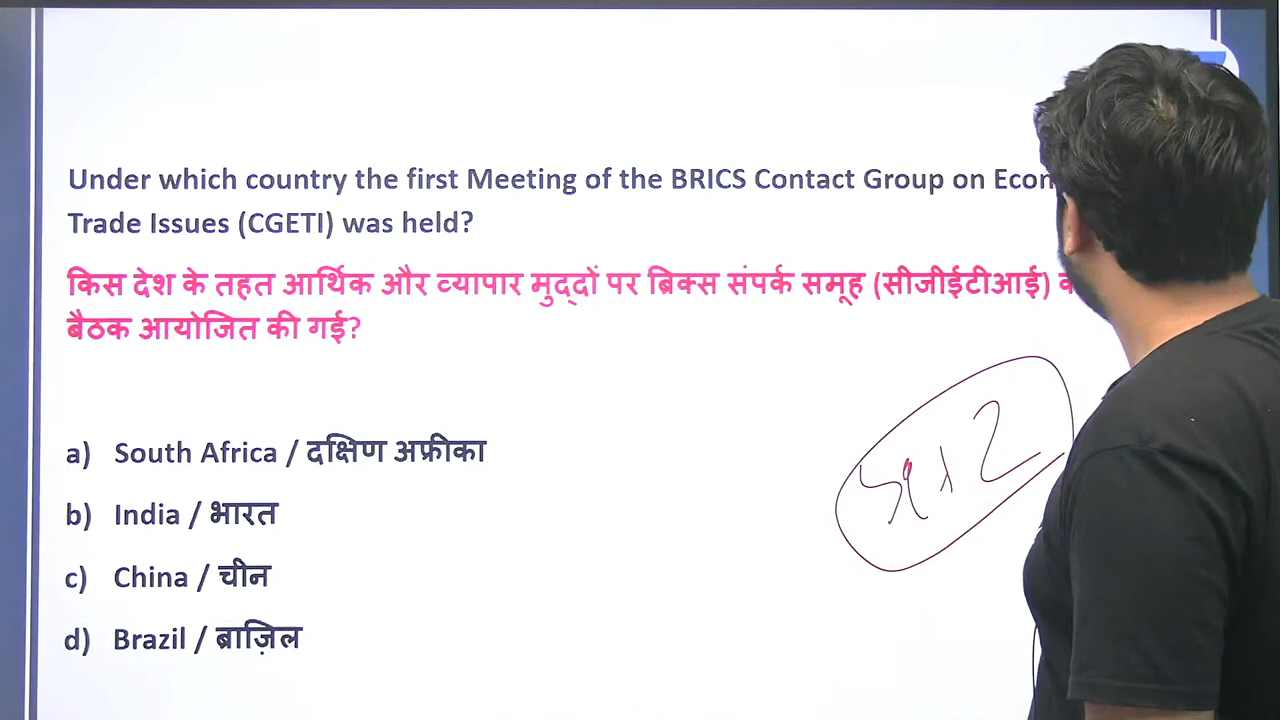 Under which country the first Meeting of the BRICS Contact Group on
Trade Issues (CGETI) was held?
किस देश के तहत आर्थिक और व्यापार मुद्दों पर ब्रिक्स संपर्क समूह (सीजीईटीआई)
बैठक आयोजित की गई?
a) South Africa / दक्षिण अफ्रीका
b) India / भारत
c) China / चीन
d) Brazil / ब्राज़िल